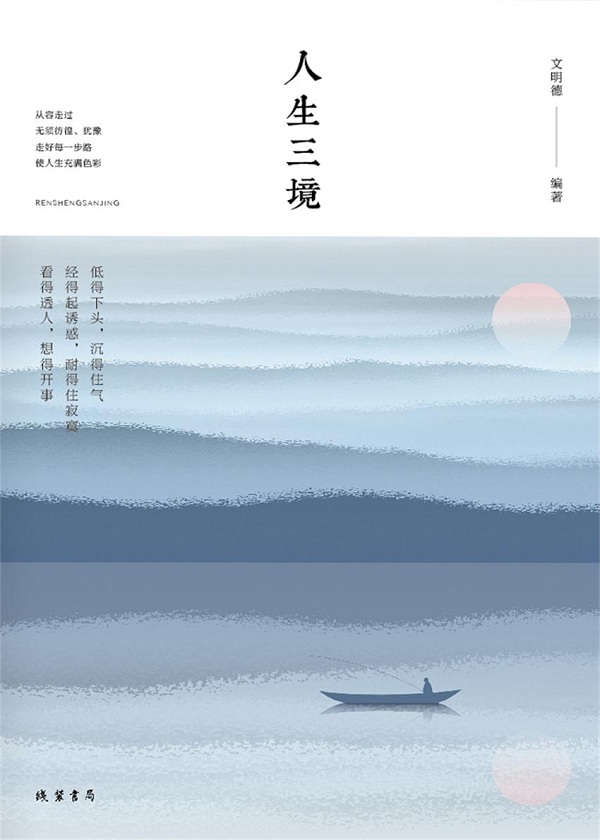 人生三境
文明德
编著
从容走过
无须仿徨、犹豫
走好每一步路
使人生充满色彩
RENSHENGSANJING
低得下头，沉得住气
经得起诱惑，耐得住寂寞
看得透人，想得开事
线装书局